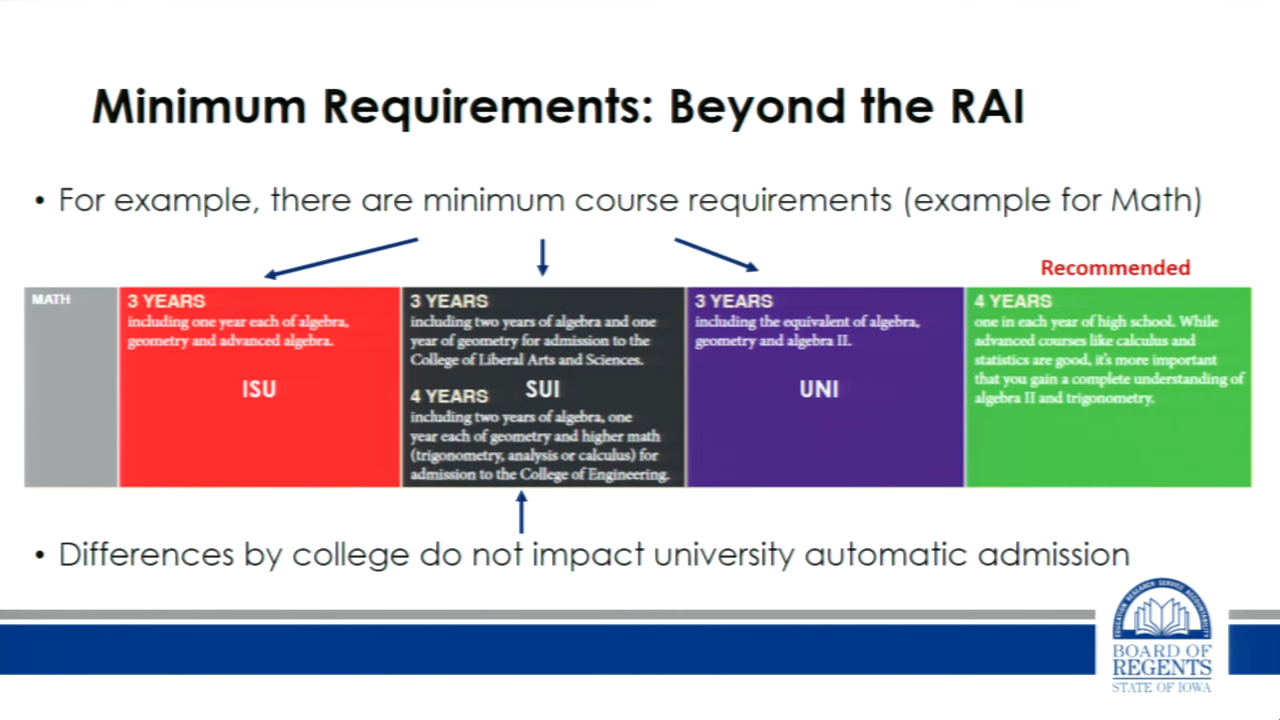 Minimum Requirements: Beyond the RAI
• For example, there are minimum course requirements (example for Math)
Recommended
MATH
3 YEARS
including one year each of algebra,
geometry and advanced algebra.
ISU
3 YEARS
including two years of algebra and one
year of geometry for admission to the
College of Liberal Arts and Sciences.
SUI
4 YEARS
including two years of algebra, one
year each of geometry and higher math
(trigonometry, analysis or calculus) for
admission to the College of Engineering.
3 YEARS
including the equivalent of algebra,
geometry and algebra II.
UNI
4 YEARS
one in each year of high school. While
advanced courses like calculus and
statistics are good, it's more important
that you gain a complete understanding of
algebra II and trigonometry.
• Differences by college do not impact university automatic admission
EDUCATION RESEARCH SERVICE ACCOUNTABILITY
BOARD OF
REGENTS
STATE OF IOWA